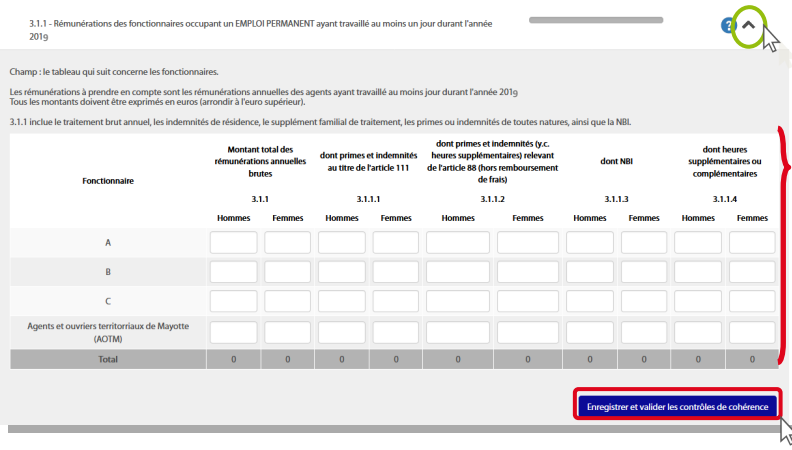 3.1.1 - Rémunérations des fonctionnaires occupant un EMPLOI PERMANENT ayant travaillé au moins un jour durant l'année
2019
?
Champ : le tableau qui suit concerne les fonctionnaires.
Les rémunérations à prendre en compte sont les rémunérations annuelles des agents ayant travaillé au moins jour durant l'année 2019
Tous les montants doivent être exprimés en euros (arrondir à l'euro supérieur).
3.1.1 inclue le traitement brut annuel, les indemnités de résidence, le supplément familial de traitement, les primes ou indemnités de toutes natures, ainsi que la NBI.
Fonctionnaire
Montant total des
rémunérations annuelles
brutes
dont primes et indemnités
au titre de l'article 111
dont primes et indemnités (y.c.
heures supplémentaires) relevant
de l'article 88 (hors remboursement
de frais)
dont NBI
dont heures
supplémentaires ou
complémentaires
3.1.1 3.1.1.1 3.1.1.2 3.1.1.3 3.1.1.4
Hommes Femmes Hommes Femmes Hommes Femmes Hommes Femmes Hommes Femmes
A
B
C
Agents et ouvriers territorriaux de Mayotte
(AOTM)
Total 0 0 0 0 0 0 0 0 0 0
Enregistrer et valider les contrôles de cohérence